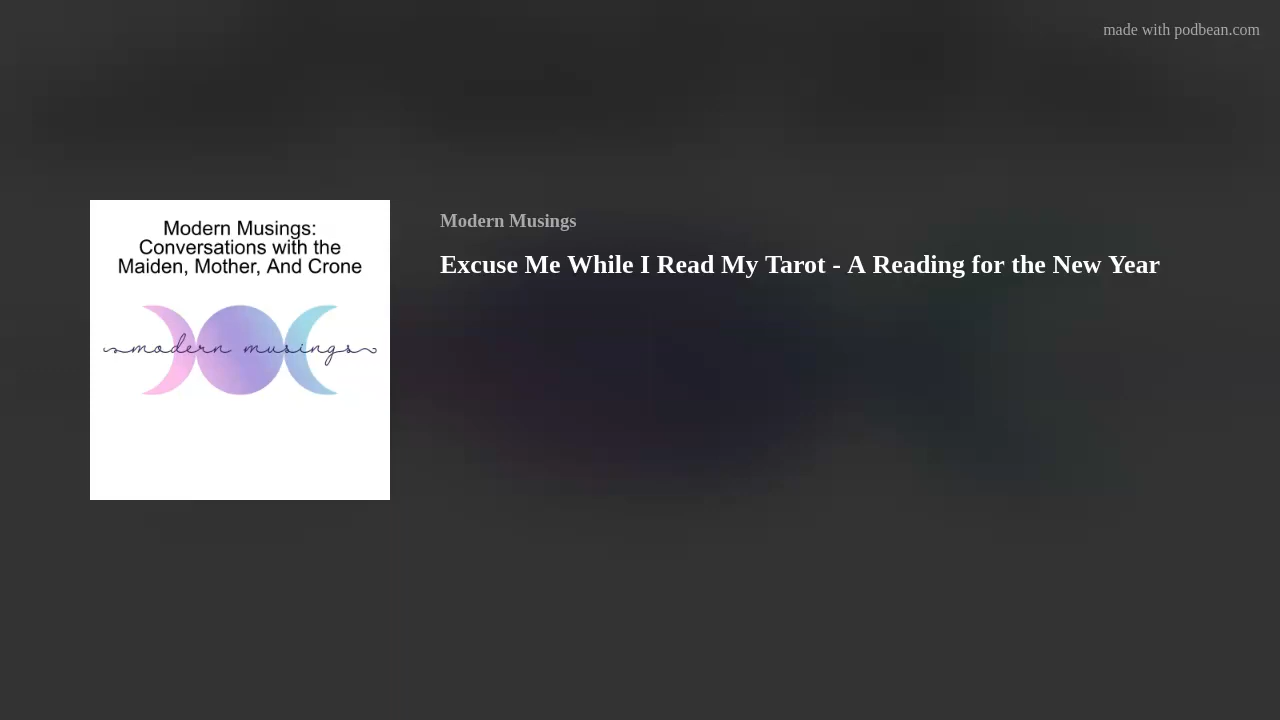 made with podbean.com
Modern Musings:
Conversations with the
Maiden, Mother, And Crone
modern musings
Modern Musings
Excuse Me While I Read My Tarot - A Reading for the New Year